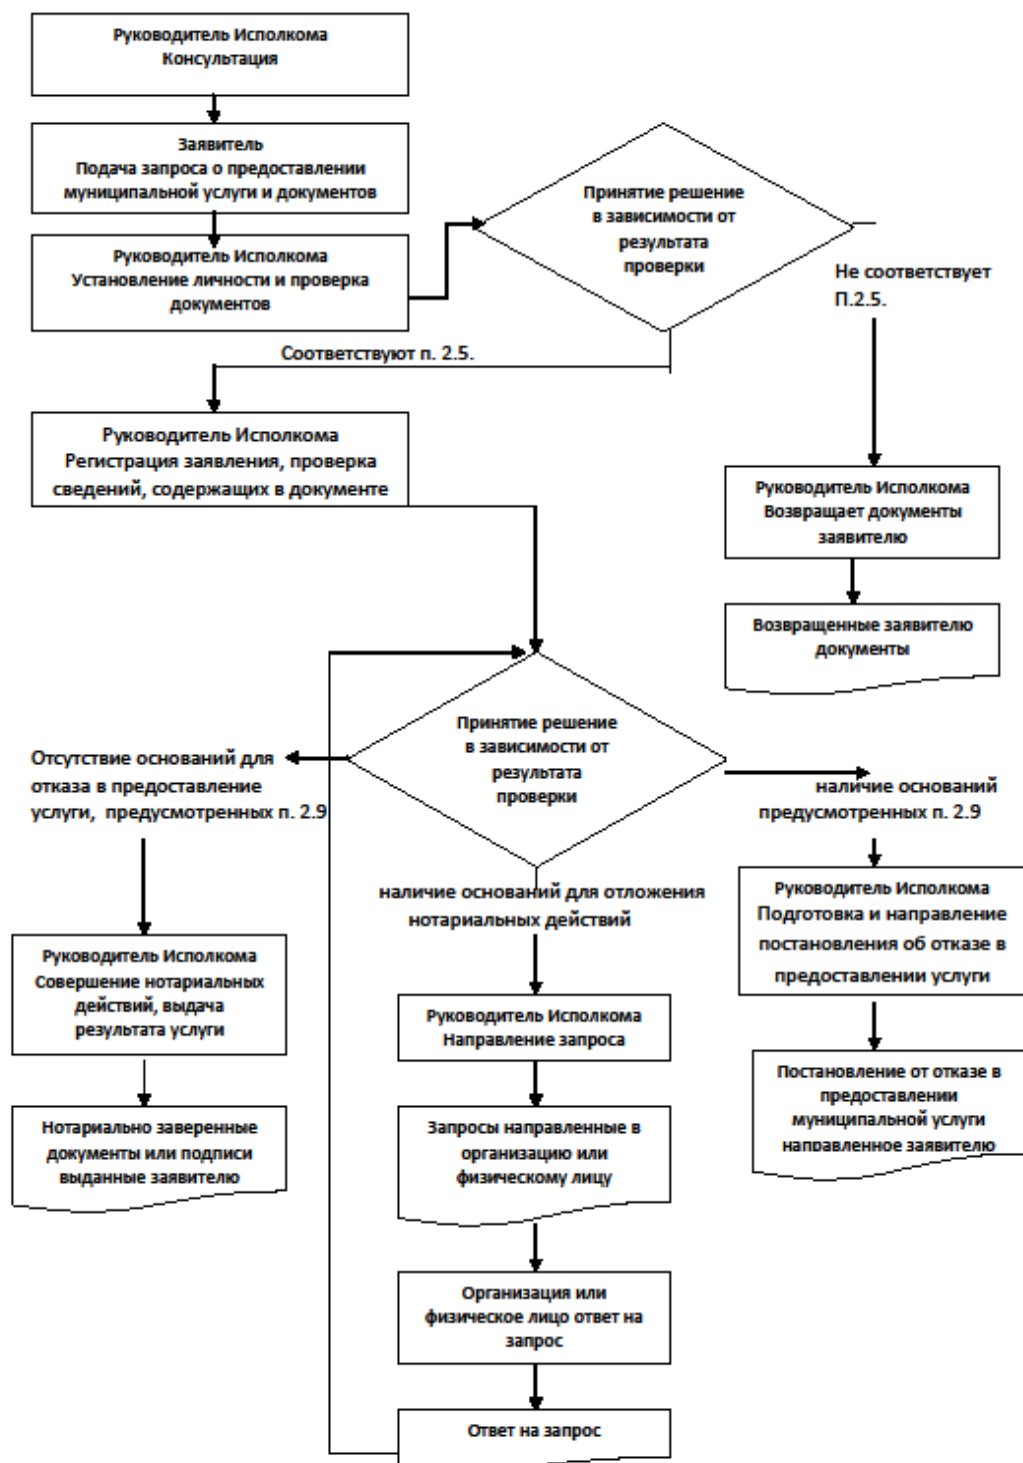 Руководитель Исполкома
Консультация
Заявитель
Подача запроса о предоставлении
муниципальной услуги и документов
Руководитель Исполкома
Установление личности и проверка
документов
Принятие решение
в зависимости от
результата
проверки
Не соответствует
П.2.5.
Соответствуют п. 2.5.
Руководитель Исполкома
Регистрация заявления, проверка
сведений, содержащих в документе
Руководитель Исполкома
Возвращает документы
заявителю
Возвращенные заявителю
документы
Принятие решение
в зависимости от
результата
проверки
Отсутствие оснований для
отказа в предоставление
услуги, предусмотренных п. 2.9
наличие оснований
предусмотренных п. 2.9
наличие оснований для отложения
нотариальных действий
Руководитель Исполкома
Подготовка и направление
постановления об отказе в
предоставлении услуги
Руководитель Исполкома
Совершение нотариальных
действий, выдача
результата услуги
Руководитель Исполкома
Направление запроса
Постановление от отказе в
предоставлении
муниципальной услуги
направленное заявителю
Нотариально заверенные
документы или подписи
выданные заявителю
Запросы направленные в
организацию или
физическому лицу
Организация или
физическое лицо ответ на
запрос
Ответ на запрос